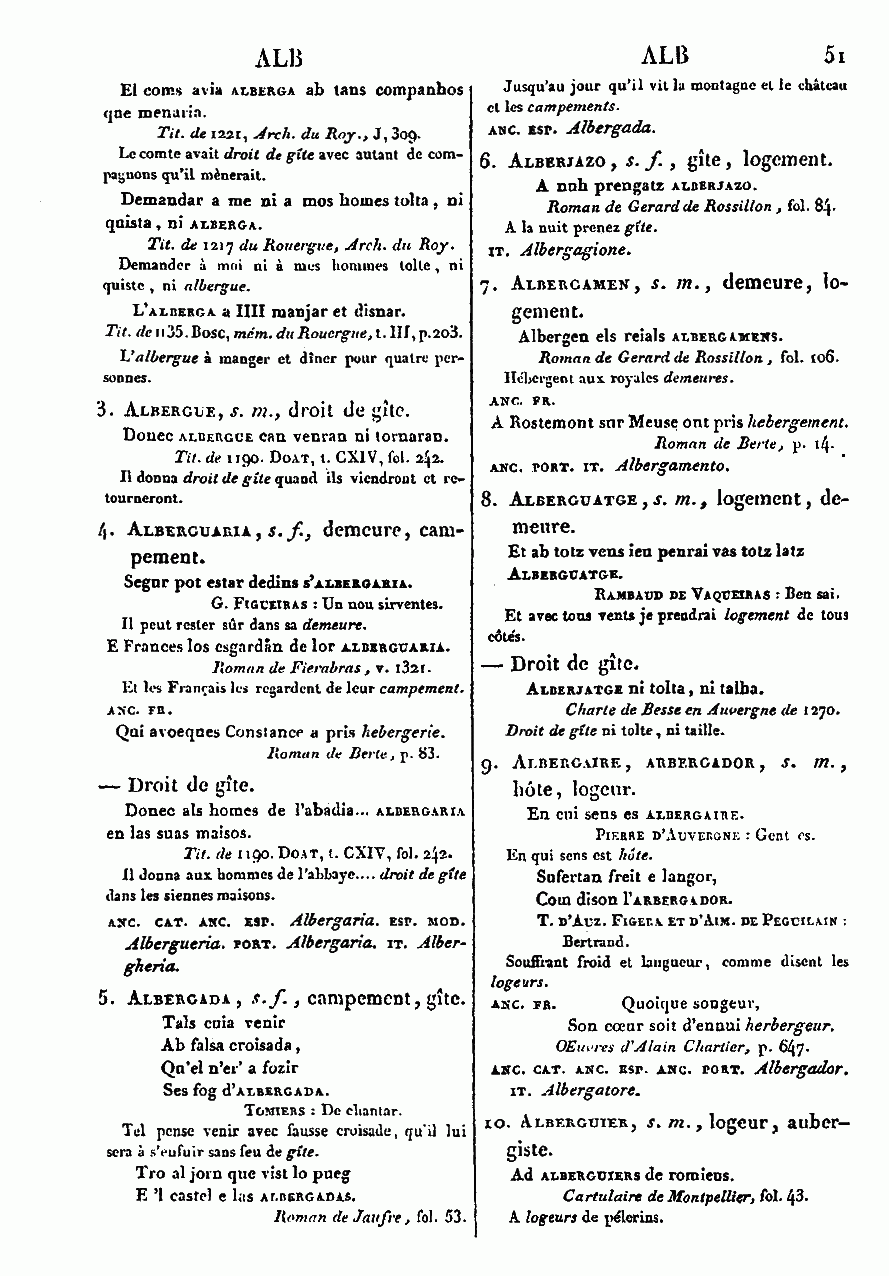 ALB
El coms avia ALBERGA ab tans companhos
que menaria.
Tit. de 1221, Arch. du Roy., J, 309.
Le comte avait droit de gîte avec autant de com-
pagnons qu'il mènerait.
Demandar a me ni a mos homes tolta, ni
quista, ni ALBERGA.
Tit. de 1217 du Rouergue, Arch. du Roy.
Demander à moi ni à mes hommes tolte, ni
quiste, ni albergue.
L'ALBERGA a IIII manjar et disnar.
Tit. de 1135. Bosc, mém. du Rouergue, t. III, p. 203.
L'albergue à manger et dîner pour quatre per-
sonnes.
3. ALBERGUE, s. m., droit de gîte.
Donec ALBERGUE can venran ni tornaran.
Tit. de 1190. DOAT, t. CXIV, fol. 242.
Il donna droit de gîte quand ils viendront et re-
tourneront.
4. ALBERGUARIA, s. f., demeure, cam-
pement.
Segur pot estar dedins s'ALBERGARIA.
G. FIGUEIRAS : Un nou sirventes.
Il peut rester sûr dans sa demeure.
E Frances los esgardan de lor ALBERGUARIA.
Roman de Fierabras, v. 1321.
Et les Français les regardent de leur campement.
ANC. FR.
Qui avoeques Constance a pris hebergerie.
Roman de Berte, p. 83.
— Droit de gîte.
Donec als homes de l'abadia... ALBERGARIA
en las suas maisos.
Tit. de 1190. DOAT, t. CXIV, fol. 242.
Il donna aux hommes de l'abbaye.... droit de gîte
dans les siennes maisons.
ANC. CAT. ANC. ESP. Albergaria. ESP. MOD.
Albergueria. PORT. Albergaria. IT. Alber-
gheria.
5. ALBERGADA, s. f., campement, gîte.
Tals cuia venir
Ab falsa croisada,
Qu'el n'er' a fozir
Ses fog d'ALBERGADA.
TOMIERS : De chantar.
Tel pense venir avec fausse croisade, qu'il lui
sera à s'enfuir sans feu de gîte.
Tro al jorn que vist lo pueg
E 'l castel e las ALBERGADAS.
Roman de Jaufre, fol. 53.
ALB 51
Jusqu'au jour qu'il vit la montagne et le château
et les campements.
ANC. ESP. Albergada.
6. ALBERJAZO, s. f., gîte, logement.
A nuh prengatz ALBERJAZO.
Roman de Gerard de Rossillon, fol. 84.
A la nuit prenez gîte.
IT. Albergagione.
7. ALBERGAMEN, s. m., demeure, lo-
gement.
Albergen els reials ALBERGAMENS.
Roman de Gerard de Rossillon, fol. 106.
Hébergent aux royales demeures.
ANC. FR.
A Rostemont sur Meuse ont pris hebergement.
Roman de Berte, p. 14.
ANC. PORT. IT. Albergamento.
8. ALBERGUATGE, s. m., logement, de-
meure.
Et ab totz vens ieu penrai vas totz latz
ALBERGUATGE.
RAMBAUD DE VAQUEIRAS : Ben sai.
Et avec tous vents je prendrai logement de tous
côtés.
— Droit de gîte.
ALBERJATGE ni tolta, ni talha.
Charte de Besse en Auvergne de 1270.
Droit de gîte ni tolte, ni taille.
9. ALBERGAIRE, ARBERGADOR, s. m.,
hôte, logeur.
En cui sens es ALBERGAIRE.
PIERRE D'AUVERGNE : Gent es.
En qui sens est hôte.
Sufertan freit e langor,
Com dison l'ARBERGADOR.
T. D'AUZ. FIGERA ET D'AIM. DE PEGUILAIN :
Bertrand.
Souffrant froid et langueur, comme disent les
logeurs.
ANC. FR. Quoique songeur,
Son cœur soit d'ennui herbergeur.
OEuvres d'Alain Chartier, p. 647.
ANC. CAT. ANC. ESP. ANC. PORT. Albergador.
IT. Albergatore.
10. ALBERGUIER, s. m., logeur, auber-
giste.
Ad ALBERGUIERS de romieus.
Cartulaire de Montpellier, fol. 43.
A logeurs de pélerins.